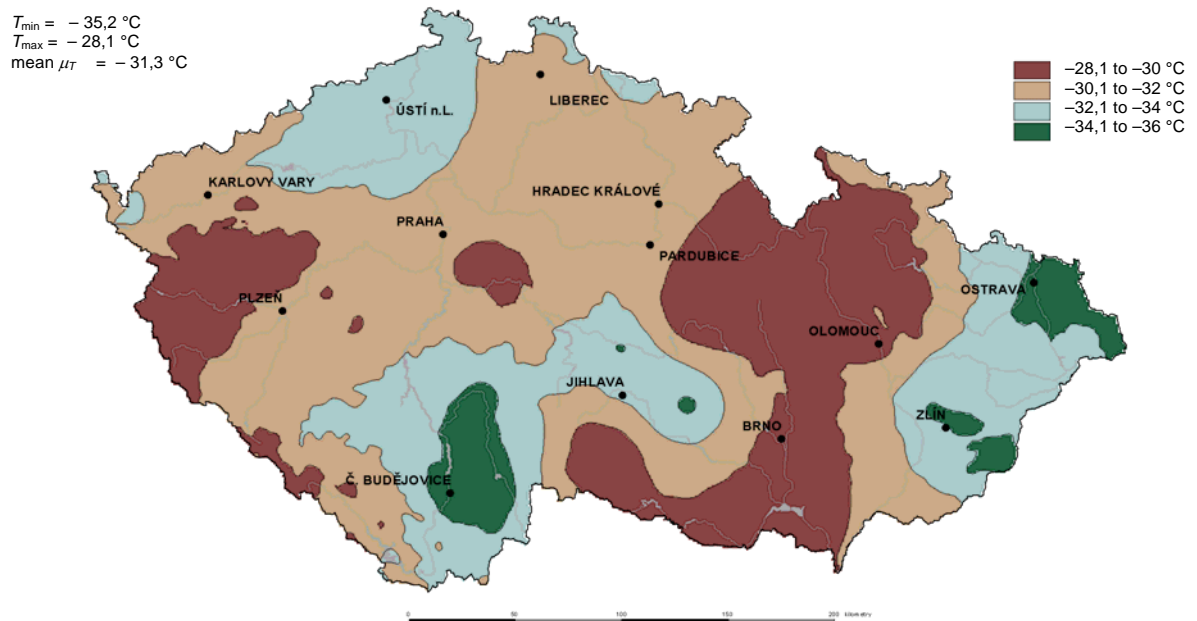 Tmin = – 35,2 °C
Tmax = – 28,1 °C
mean μT = – 31,3 °C
–28,1 to –30 °C
–30,1 to –32 °C
–32,1 to –34 °C
–34,1 to –36 °C
LIBEREC
ÚSTÍ n.L.
KARLOVY VARY
HRADEC KRÁLOVÉ
PRAHA
PARDUBICE
OSTRAVA
PLZEŇ
OLOMOUC
JIHLAVA
ZLÍN
BRNO
Č. BUDĚJOVICE
0 50 100 150 200 kilometry